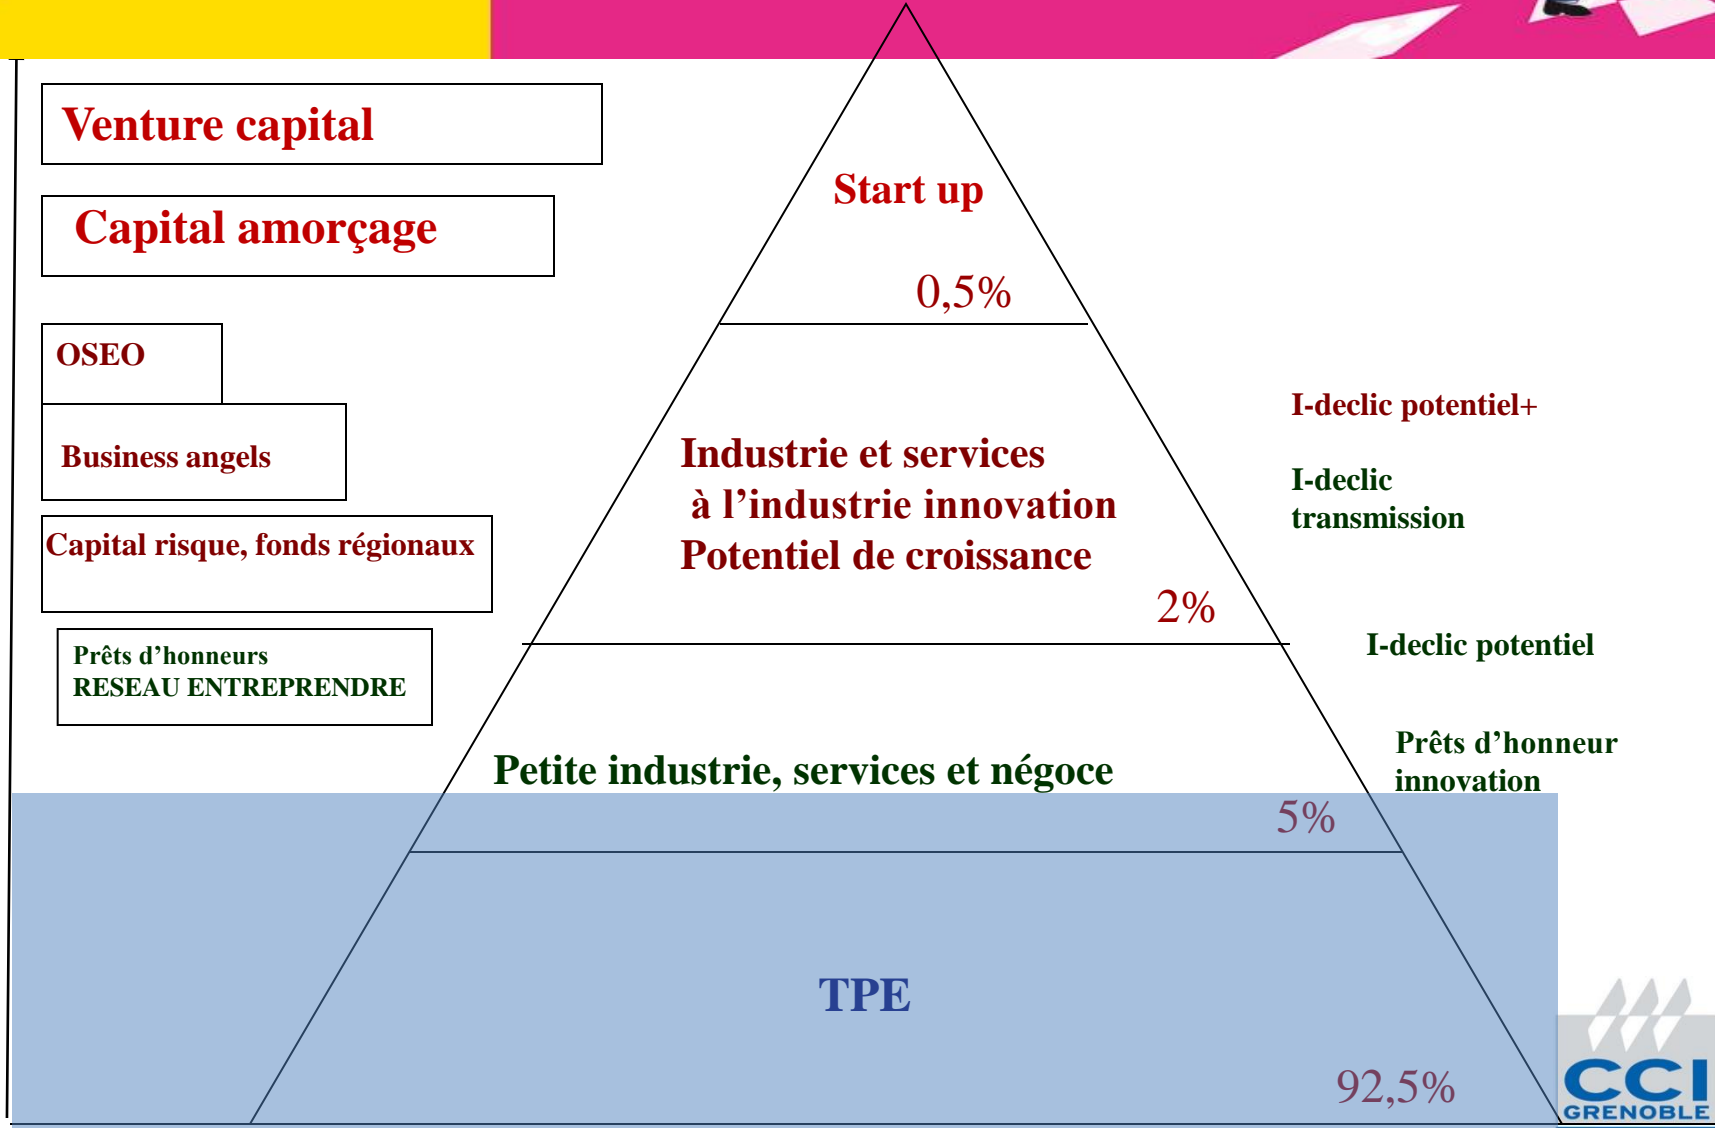 Venture capital
Capital amorçage
OSEO
Business angels
Capital risque, fonds régionaux
Prêts d’honneurs
RESEAU ENTREPRENDRE
Start up
0,5%
Industrie et services
à l’industrie innovation
Potentiel de croissance
2%
Petite industrie, services et négoce
5%
TPE
92,5%
I-declic potentiel+
I-declic
transmission
I-declic potentiel
Prêts d’honneur
innovation
CCI
GRENOBLE